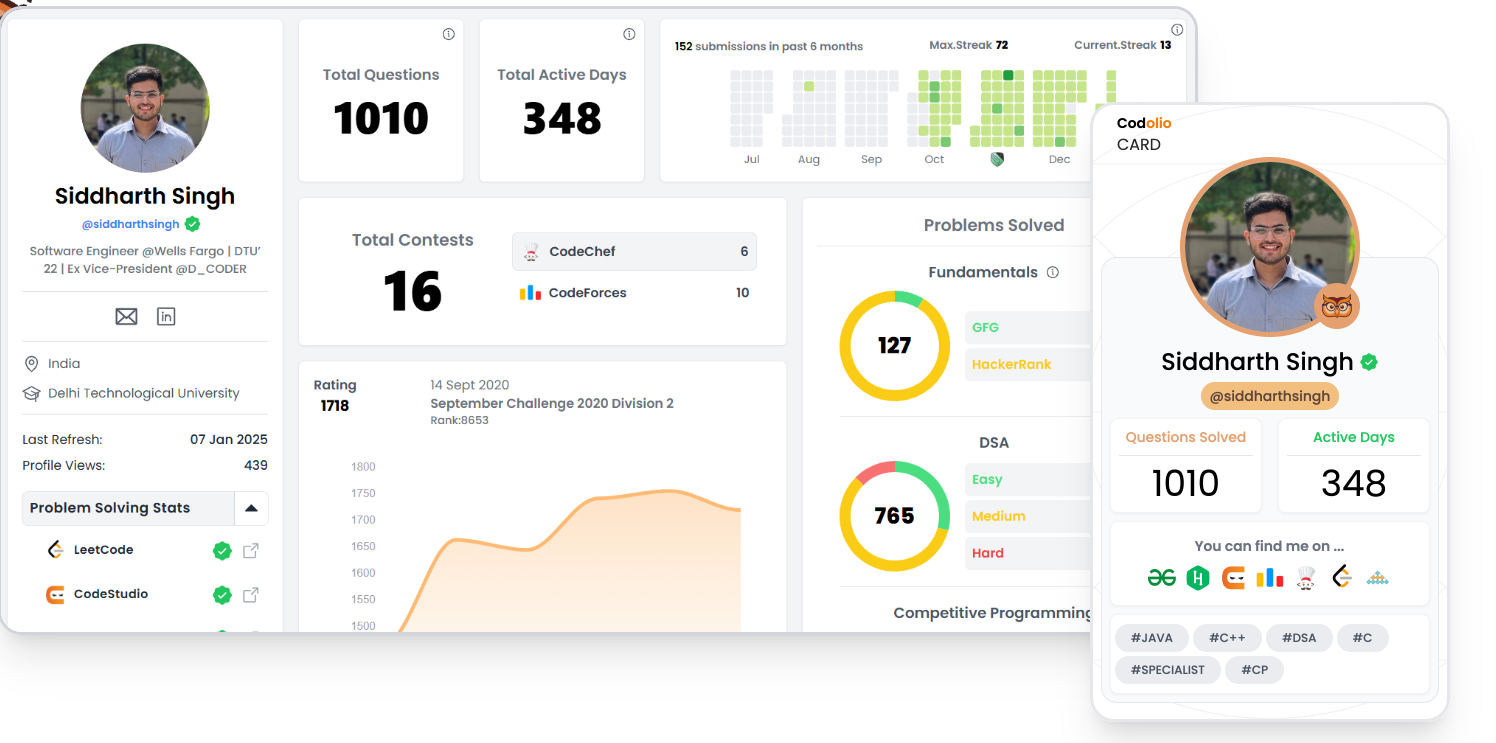 Siddharth Singh
@siddharthsingh
Software Engineer @Wells Fargo | DTU'
22 | Ex Vice-President @D_CODER
India
Delhi Technological University
Last Refresh: 07 Jan 2025
Profile Views: 439
Problem Solving Stats
LeetCode
CodeStudio
Total Questions
1010
Total Active Days
348
152 submissions in past 6 months Max.Streak 72 Current.Streak 13
Jul Aug Sep Oct Dec
Total Contests
16
CodeChef 6
CodeForces 10
Rating
1718
14 Sept 2020
September Challenge 2020 Division 2
Rank:8653
1800
1750
1700
1650
1600
1550
1500
Problems Solved
Fundamentals
127
GFG
HackerRank
DSA
765
Easy
Medium
Hard
Competitive Programming
Codolio
CARD
Siddharth Singh
@siddharthsingh
Questions Solved
1010
Active Days
348
You can find me on ...
#JAVA #C++ #DSA #C
#SPECIALIST #CP